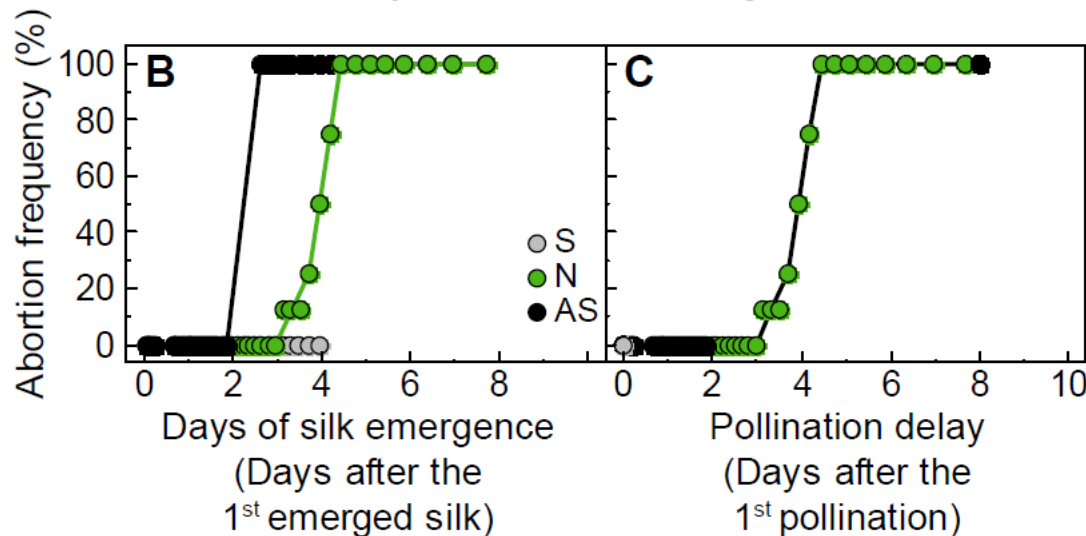 Abortion frequency (%)
100
80
60
40
20
0
B
S
N
AS
0 2 4 6 8
Days of silk emergence
(Days after the
1st emerged silk)
C
0 2 4 6 8 10
Pollination delay
(Days after the
1st pollination)